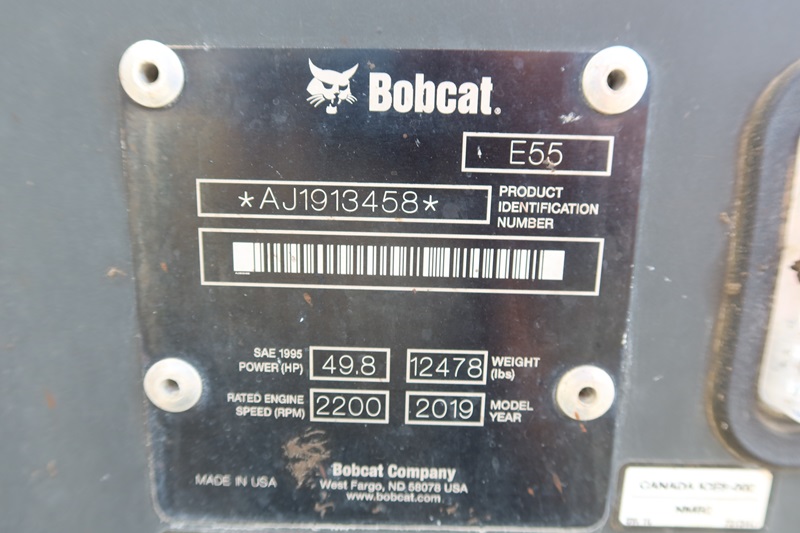 Bobcat.
E55
*AJ1913458*
PRODUCT
IDENTIFICATION
NUMBER
SAE 1995
POWER (HP)
49.8
12478
WEIGHT
(lbs)
RATED ENGINE
SPEED (RPM)
2200
2019
MODEL
YEAR
MADE IN USA
Bobcat Company
West Fargo, ND 58078 USA
www.bobcat.com
CANADA